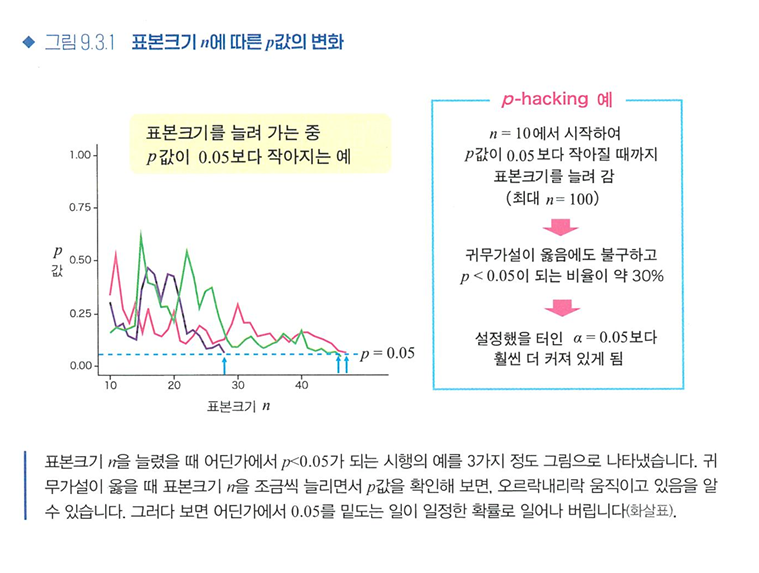 ◆ 그림 9.3.1 표본크기 n에 따른 p값의 변화
표본크기를 늘려 가는 중
p값이 0.05보다 작아지는 예
1.00
0.75
0.50
0.25
0.00
p
값
10
20
30
40
표본크기 n
p = 0.05
p-hacking 예
n = 10에서 시작하여
p값이 0.05보다 작아질 때까지
표본크기를 늘려 감
(최대 n = 100)
귀무가설이 옳음에도 불구하고
p < 0.05이 되는 비율이 약 30%
설정했을 터인 α = 0.05보다
훨씬 더 커져 있게 됨
표본크기 n을 늘렸을 때 어딘가에서 p<0.05가 되는 시행의 예를 3가지 정도 그림으로 나타냈습니다. 귀
무가설이 옳을 때 표본크기 n을 조금씩 늘리면서 p값을 확인해 보면, 오르락내리락 움직이고 있음을 알
수 있습니다. 그러다 보면 어딘가에서 0.05를 밑도는 일이 일정한 확률로 일어나 버립니다(화살표).